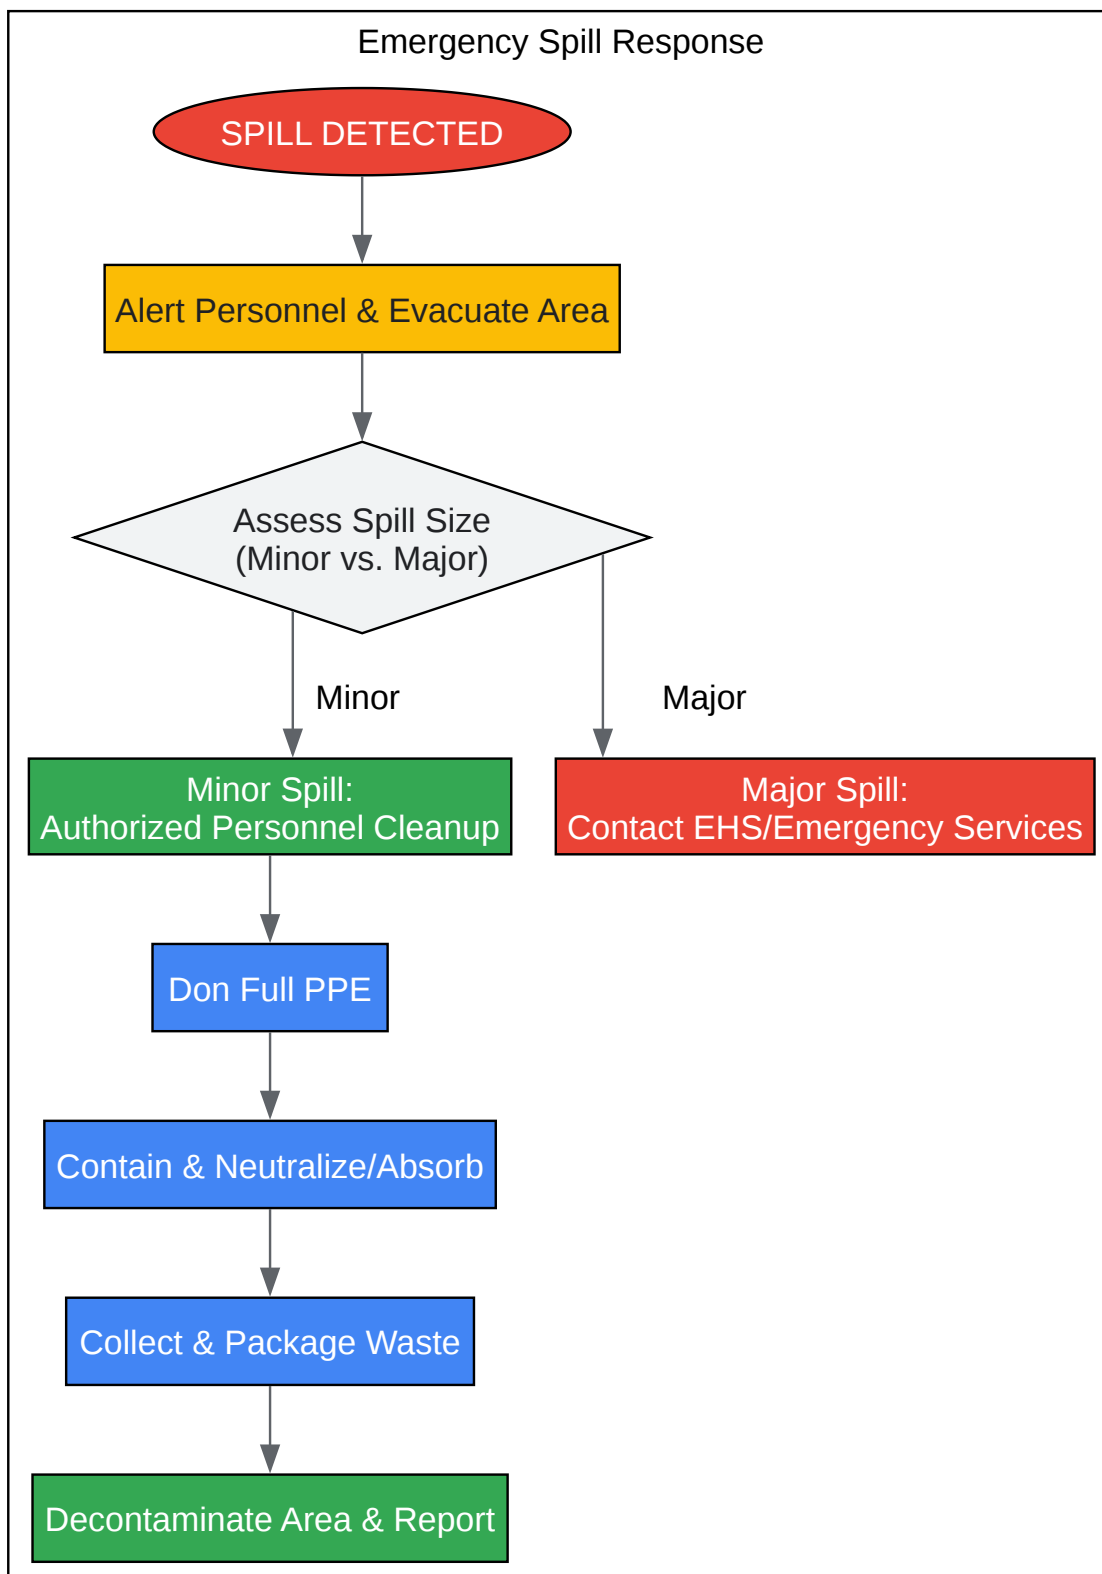 Emergency Spill Response
SPILL DETECTED
Alert Personnel & Evacuate Area
Assess Spill Size
(Minor vs. Major)
Minor
Major
Minor Spill:
Authorized Personnel Cleanup
Major Spill:
Contact EHS/Emergency Services
Don Full PPE
Contain & Neutralize/Absorb
Collect & Package Waste
Decontaminate Area & Report